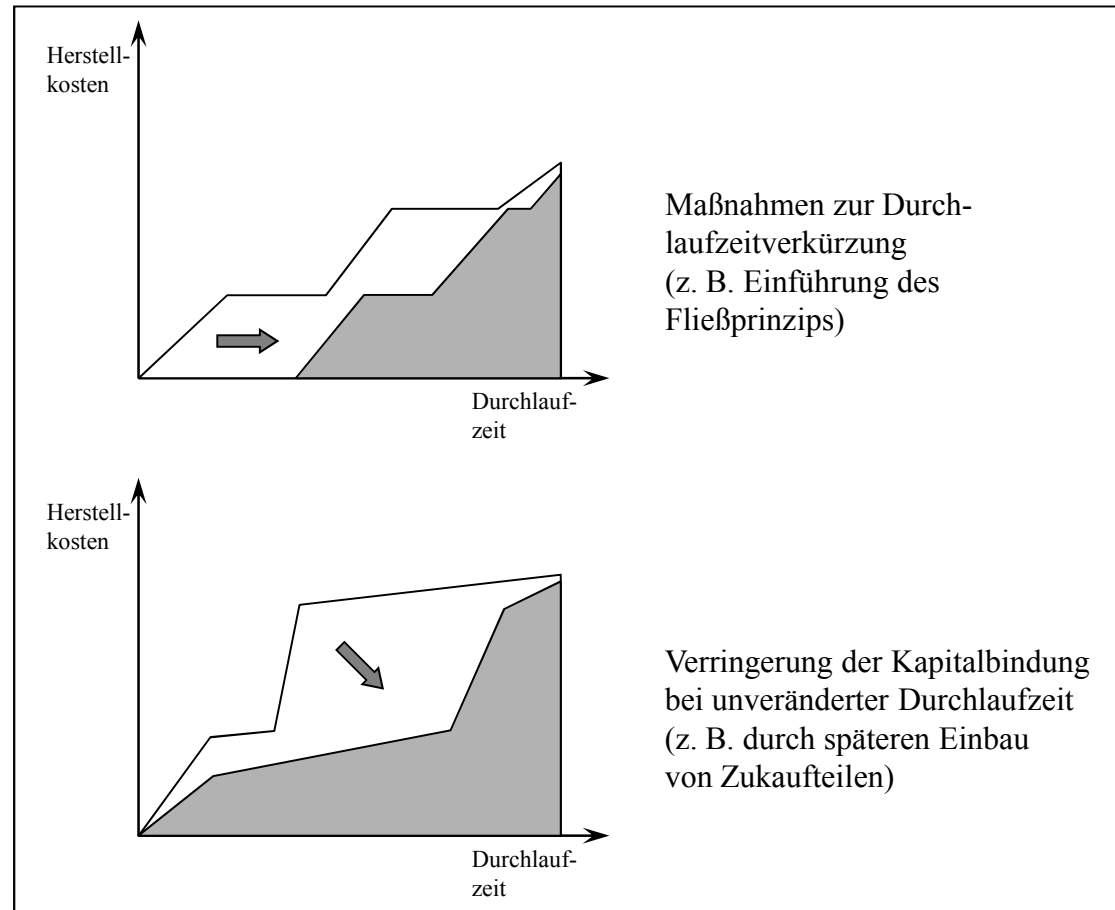 Herstell-
kosten
Maßnahmen zur Durch-
laufzeitverkürzung
(z. B. Einführung des
Fließprinzips)
Durchlauf-
zeit
Herstell-
kosten
Verringerung der Kapitalbindung
bei unveränderter Durchlaufzeit
(z. B. durch späteren Einbau
von Zukaufteilen)
Durchlauf-
zeit